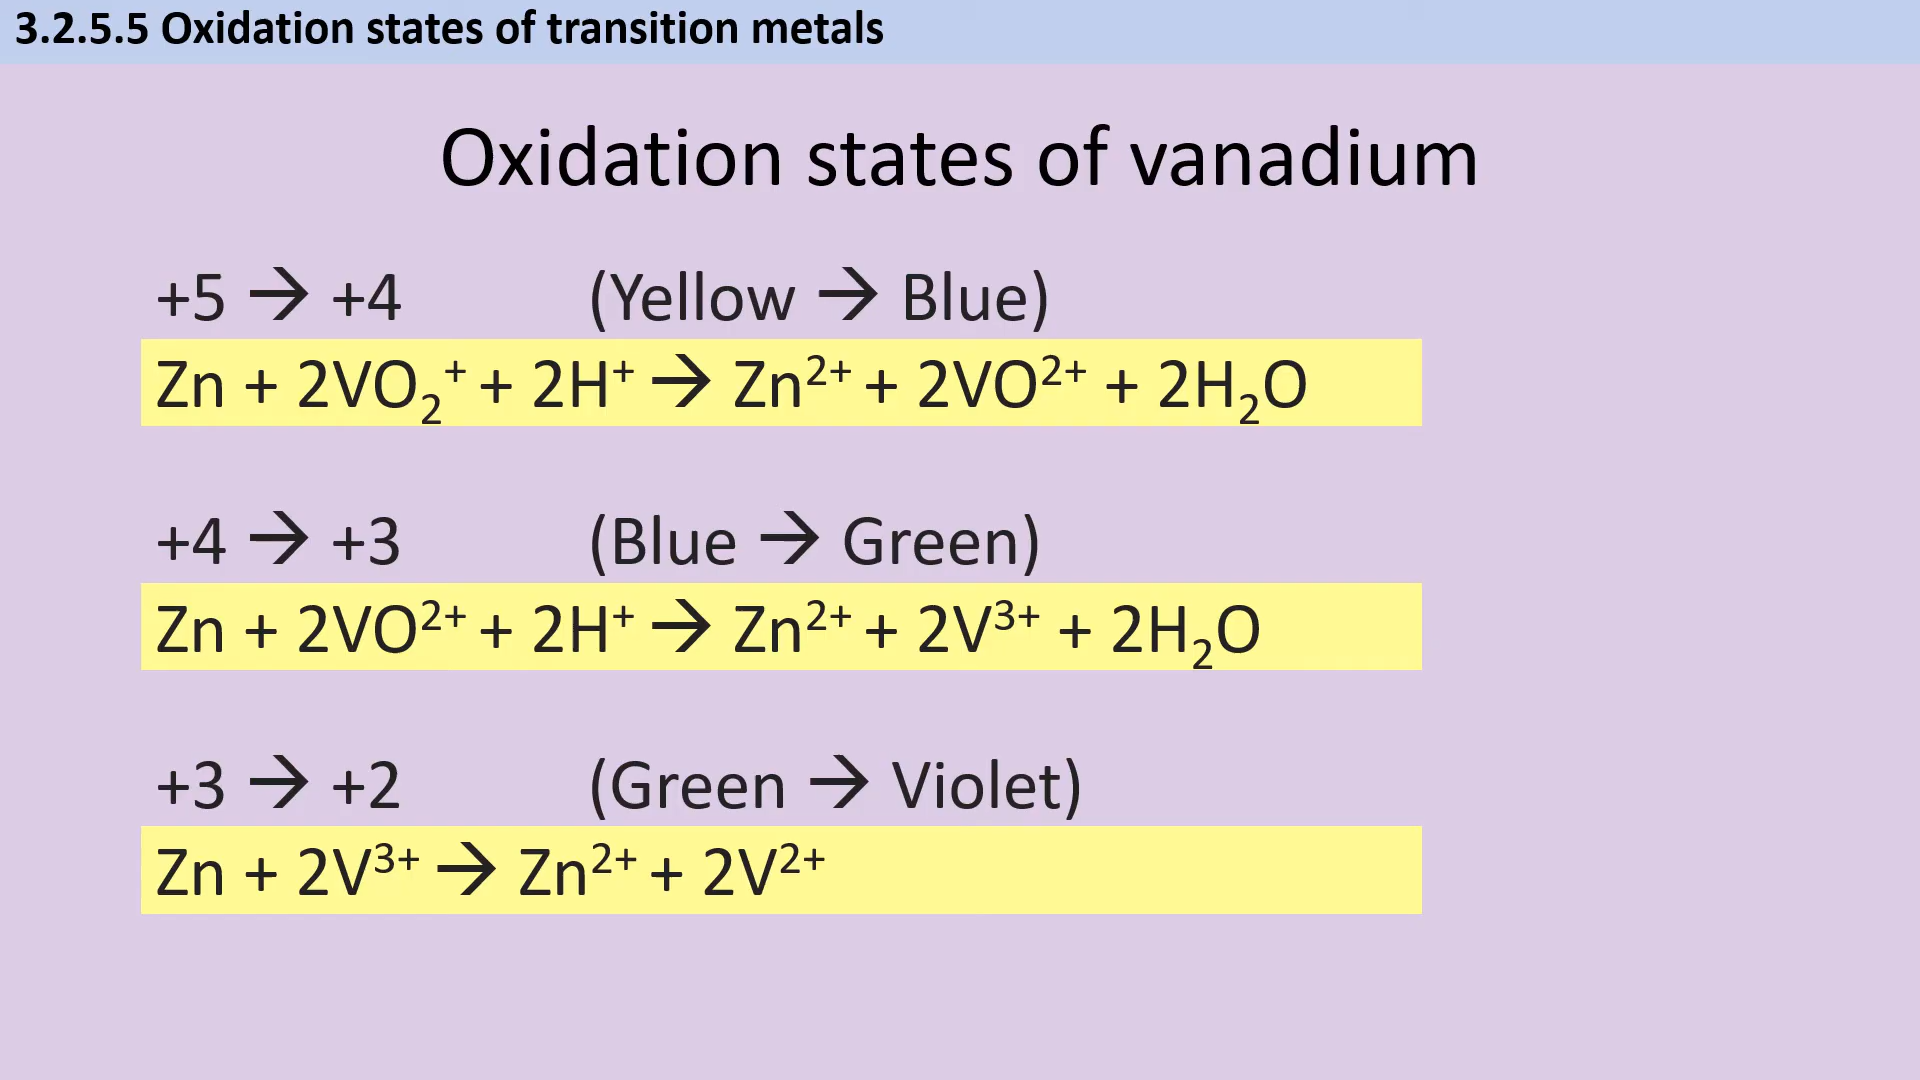 3.2.5.5 Oxidation states of transition metals
Oxidation states of vanadium
+5 → +4 (Yellow → Blue)
Zn + 2VO₂⁺ + 2H⁺ → Zn²⁺ + 2VO²⁺ + 2H₂O
+4 → +3 (Blue → Green)
Zn + 2VO²⁺ + 2H⁺ → Zn²⁺ + 2V³⁺ + 2H₂O
+3 → +2 (Green → Violet)
Zn + 2V³⁺ → Zn²⁺ + 2V²⁺